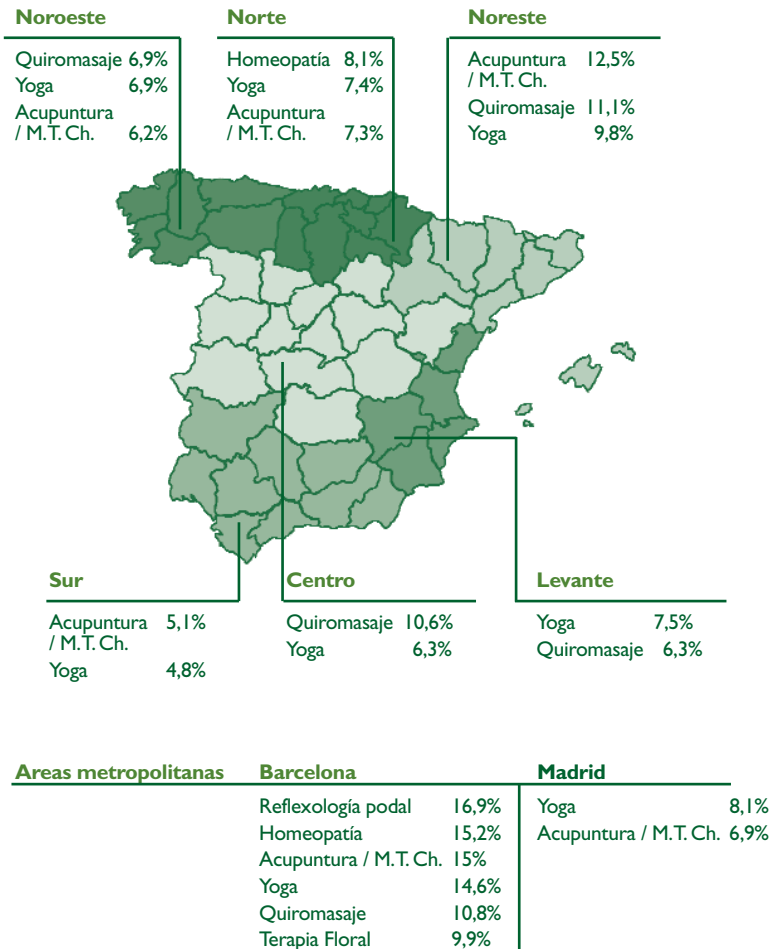 Noroeste
Quiromasaje 6,9%
Yoga 6,9%
Acupuntura
/ M.T. Ch. 6,2%
Norte
Homeopatía 8,1%
Yoga 7,4%
Acupuntura
/ M.T. Ch. 7,3%
Noreste
Acupuntura 12,5%
/ M.T. Ch.
Quiromasaje 11,1%
Yoga 9,8%
Sur
Acupuntura 5,1%
/ M.T. Ch.
Yoga 4,8%
Centro
Quiromasaje 10,6%
Yoga 6,3%
Levante
Yoga 7,5%
Quiromasaje 6,3%
Areas metropolitanas
Barcelona
Reflexología podal 16,9%
Homeopatía 15,2%
Acupuntura / M.T. Ch. 15%
Yoga 14,6%
Quiromasaje 10,8%
Terapia Floral 9,9%
Madrid
Yoga 8,1%
Acupuntura / M.T. Ch. 6,9%